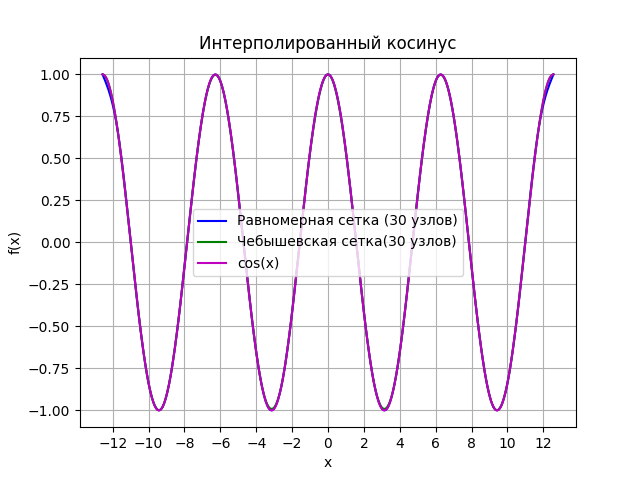 Интерполированный косинус
1.00
0.75
0.50
0.25
0.00
−0.25
−0.50
−0.75
−1.00
f(x)
Равномерная сетка (30 узлов)
Чебышевская сетка(30 узлов)
cos(x)
−12 −10 −8 −6 −4 −2 0 2 4 6 8 10 12
x